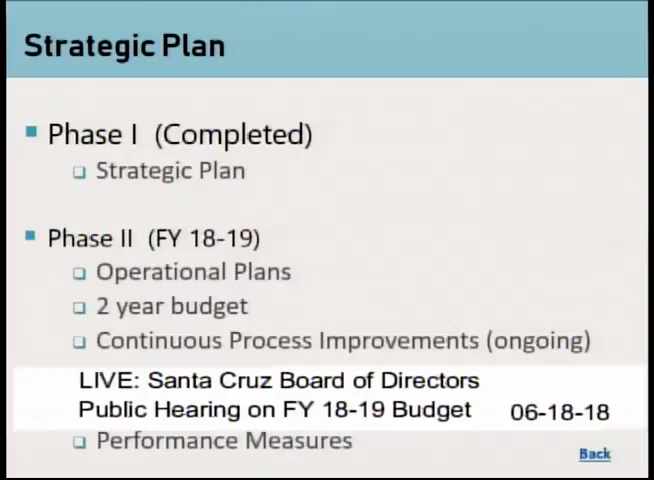 Strategic Plan
Phase I (Completed)
Strategic Plan
Phase II (FY 18-19)
Operational Plans
2 year budget
Continuous Process Improvements (ongoing)
LIVE: Santa Cruz Board of Directors
Public Hearing on FY 18-19 Budget 06-18-18
Performance Measures
Back